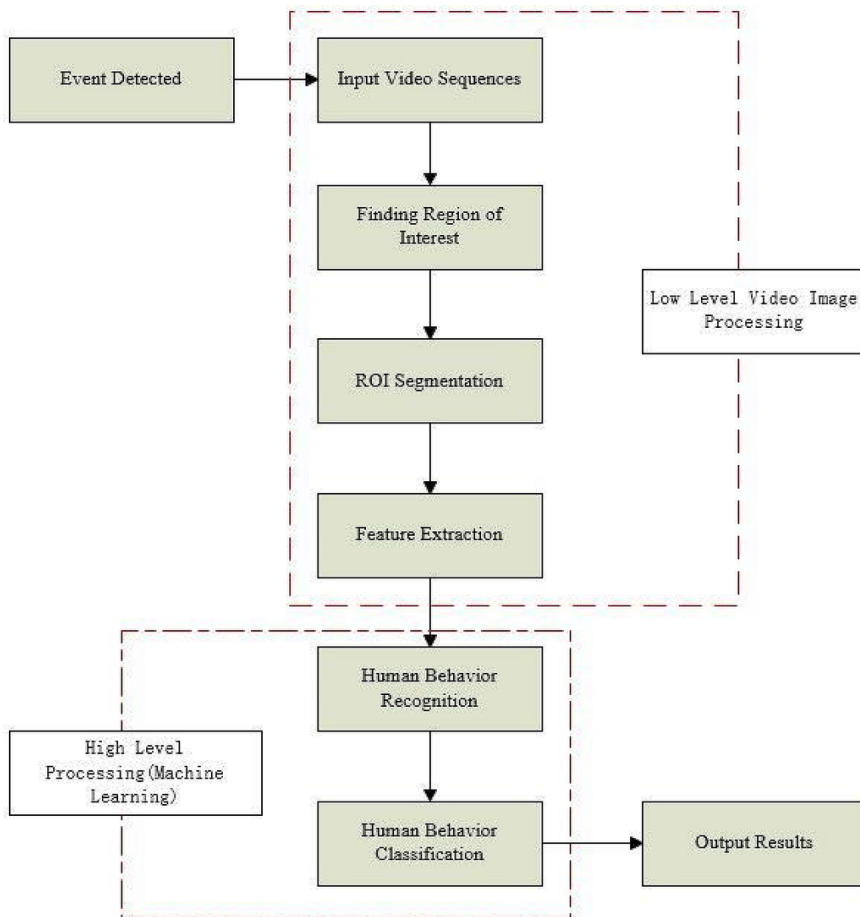 Event Detected
Input Video Sequences
Finding Region of
Interest
Low Level Video Image
Processing
ROI Segmentation
Feature Extraction
Human Behavior
Recognition
High Level
Processing(Machine
Learning)
Human Behavior
Classification
Output Results